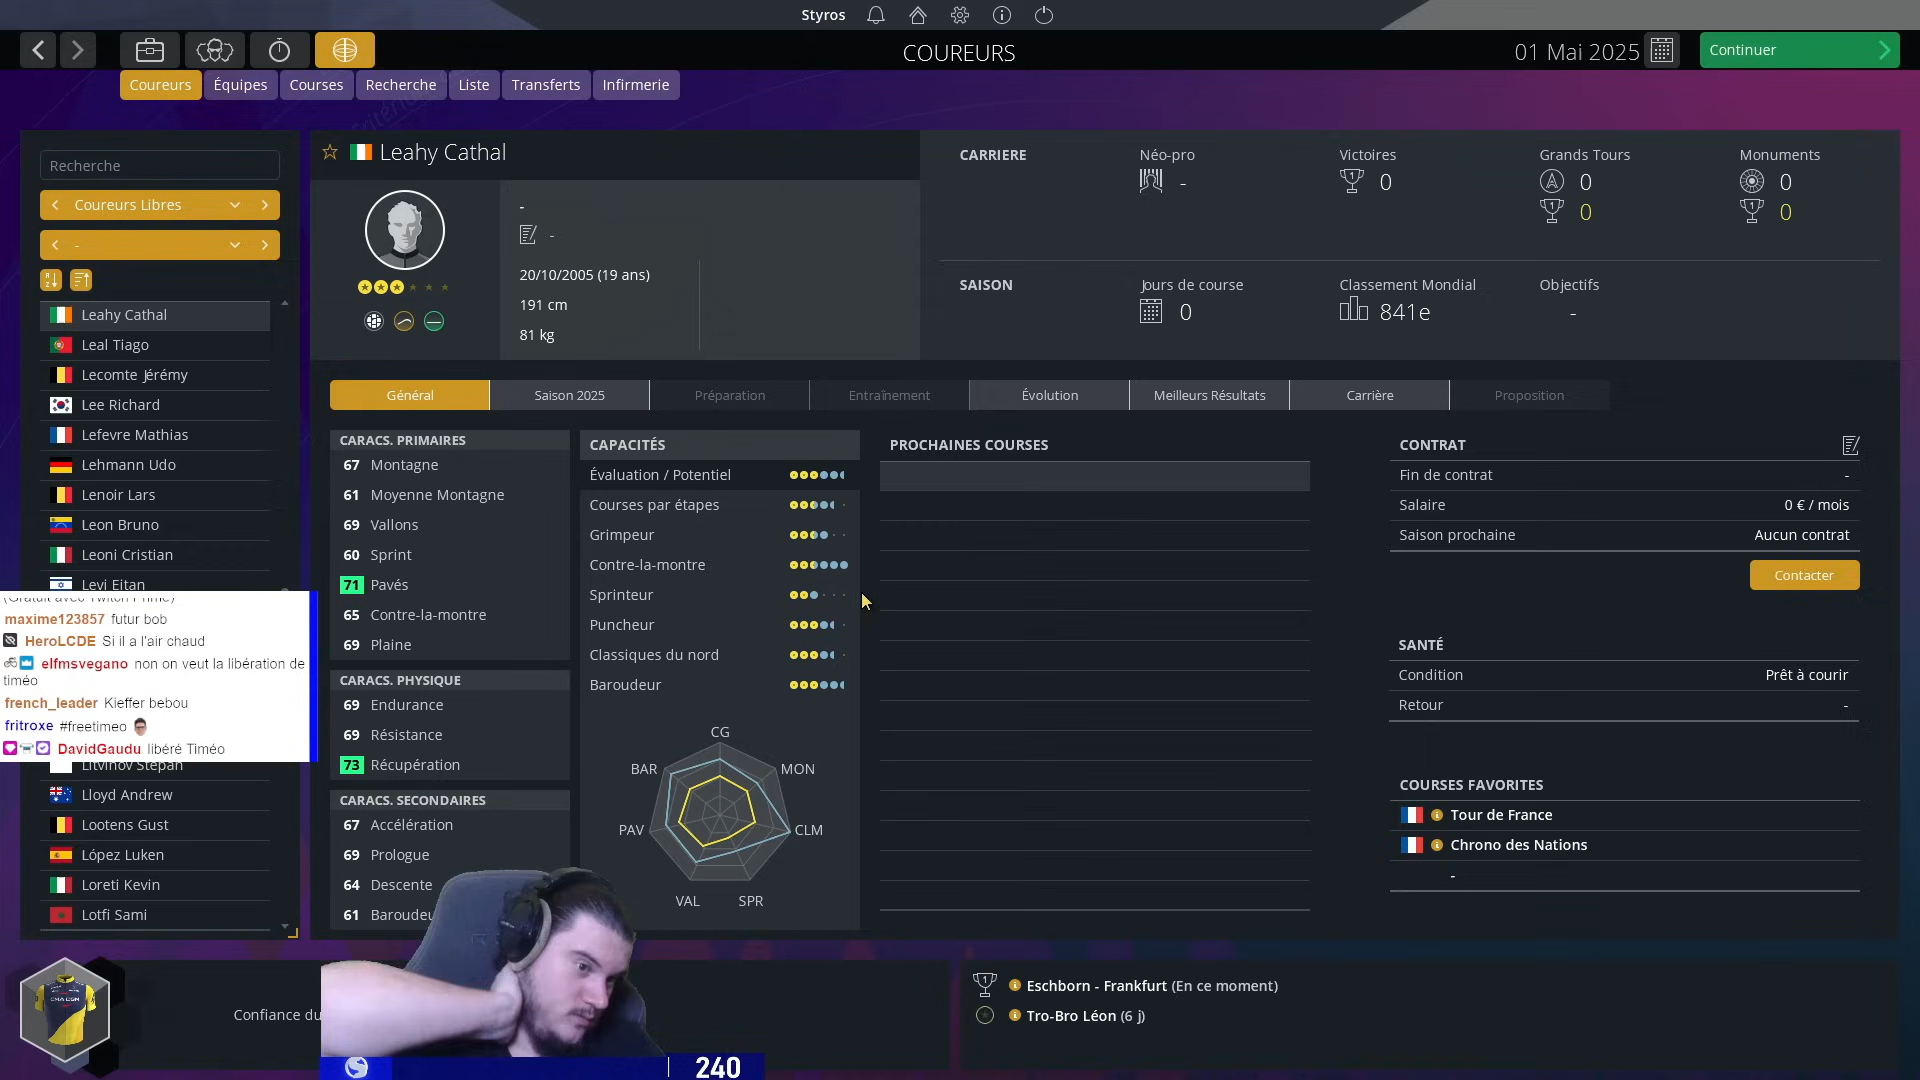 Styros
COUREURS
01 Mai 2025
Continuer
Coureurs
Équipes
Courses
Recherche
Liste
Transferts
Infirmerie
Recherche
Coureurs Libres
-
Leahy Cathal
Leal Tiago
Lecomte Jérémy
Lee Richard
Lefevre Mathias
Lehmann Udo
Lenoir Lars
Leon Bruno
Leoni Cristian
Levi Eitan
(Gratuit avec Twitch Prime)
maxime123857 futur bob
HeroLCDE Si il a l'air chaud
elfmsvegano non on veut la libération de
timéo
french_leader Kieffer bebou
fritroxe #freetimeo
DavidGaudu libéré Timéo
Litvinov Stepan
Lloyd Andrew
Lootens Gust
López Luken
Loreti Kevin
Lotfi Sami
Leahy Cathal
-
-
20/10/2005 (19 ans)
191 cm
81 kg
CARRIERE
Néo-pro
-
Victoires
0
Grands Tours
0
0
Monuments
0
0
SAISON
Jours de course
0
Classement Mondial
841e
Objectifs
-
Général
Saison 2025
Préparation
Entraînement
Évolution
Meilleurs Résultats
Carrière
Proposition
CARACS. PRIMAIRES
67 Montagne
61 Moyenne Montagne
69 Vallons
60 Sprint
71 Pavés
65 Contre-la-montre
69 Plaine
CARACS. PHYSIQUE
69 Endurance
69 Résistance
73 Récupération
CARACS. SECONDAIRES
67 Accélération
69 Prologue
64 Descente
61 Baroudeu
CAPACITÉS
Évaluation / Potentiel
Courses par étapes
Grimpeur
Contre-la-montre
Sprinteur
Puncheur
Classiques du nord
Baroudeur
CG
BAR
MON
PAV
CLM
VAL
SPR
PROCHAINES COURSES
CONTRAT
Fin de contrat -
Salaire 0 € / mois
Saison prochaine Aucun contrat
Contacter
SANTÉ
Condition Prêt à courir
Retour -
COURSES FAVORITES
Tour de France
Chrono des Nations
-
CMA CGM
Confiance du
Eschborn - Frankfurt (En ce moment)
Tro-Bro Léon (6 j)
240